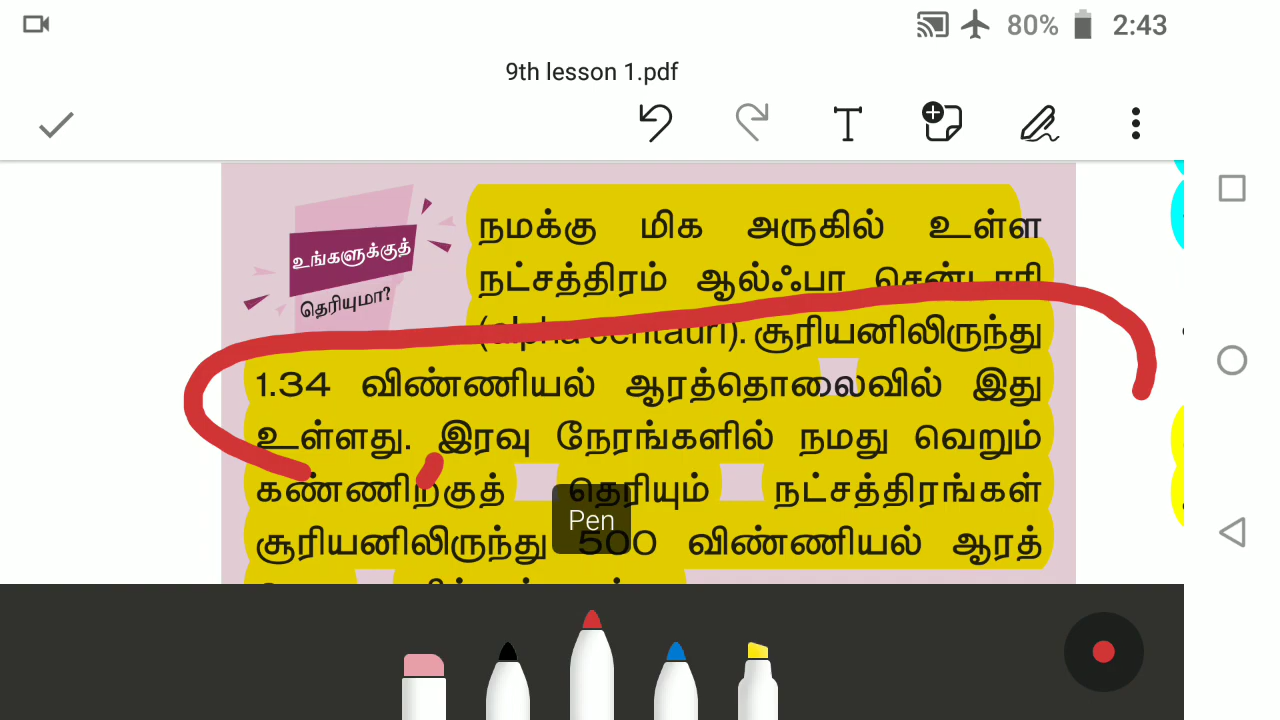 80% 2:43
9th lesson 1.pdf
உங்களுக்குத்
தெரியுமா?
நமக்கு மிக அருகில் உள்ள
நட்சத்திரம் ஆல்ஃபா சென்டாரி
(alpha centauri). சூரியனிலிருந்து
1.34 விண்ணியல் ஆரத்தொலைவில் இது
உள்ளது. இரவு நேரங்களில் நமது வெறும்
கண்ணிற்குத் தெரியும் நட்சத்திரங்கள்
சூரியனிலிருந்து 500 விண்ணியல் ஆரத்
Pen